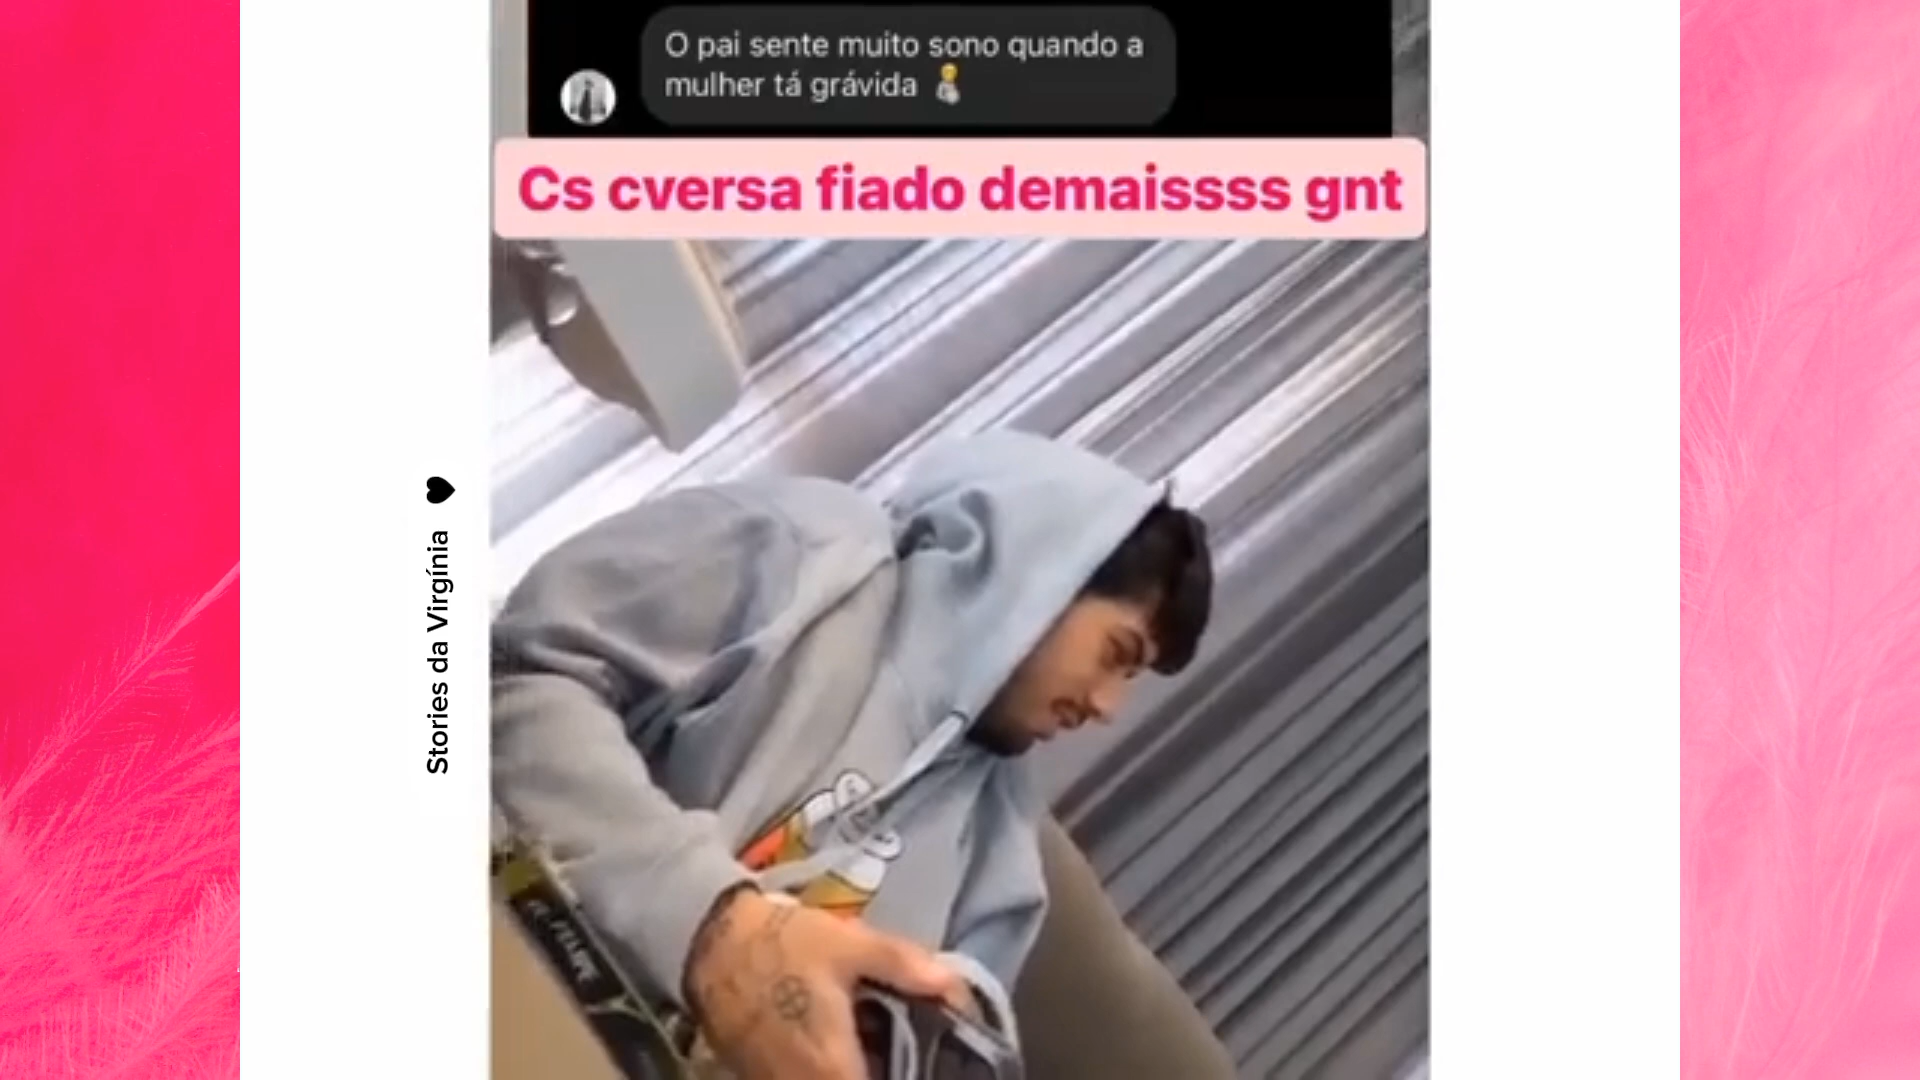 O pai sente muito sono quando a
mulher tá grávida 🤱
Cs cversa fiado demaissss gnt
Stories da Virgínia ♥